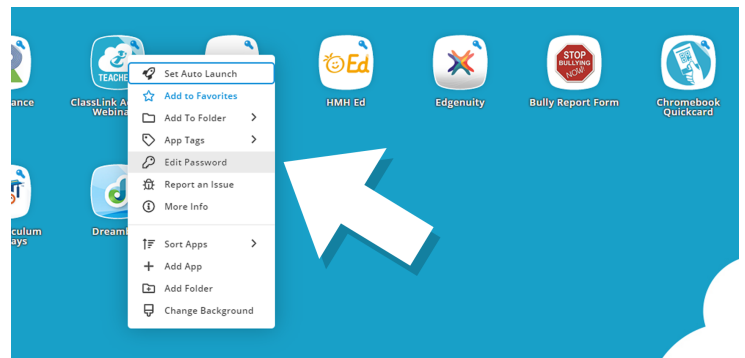 TEACHE
Ed
STOP
BULLYING
NOW!
ance
ClassLink A
Webina
HMH Ed
Edgenuity
Bully Report Form
Chromebook
Quickcard
Set Auto Launch
Add to Favorites
Add To Folder
App Tags
Edit Password
Report an Issue
More Info
Sort Apps
Add App
Add Folder
Change Background
culum
ays
Dream